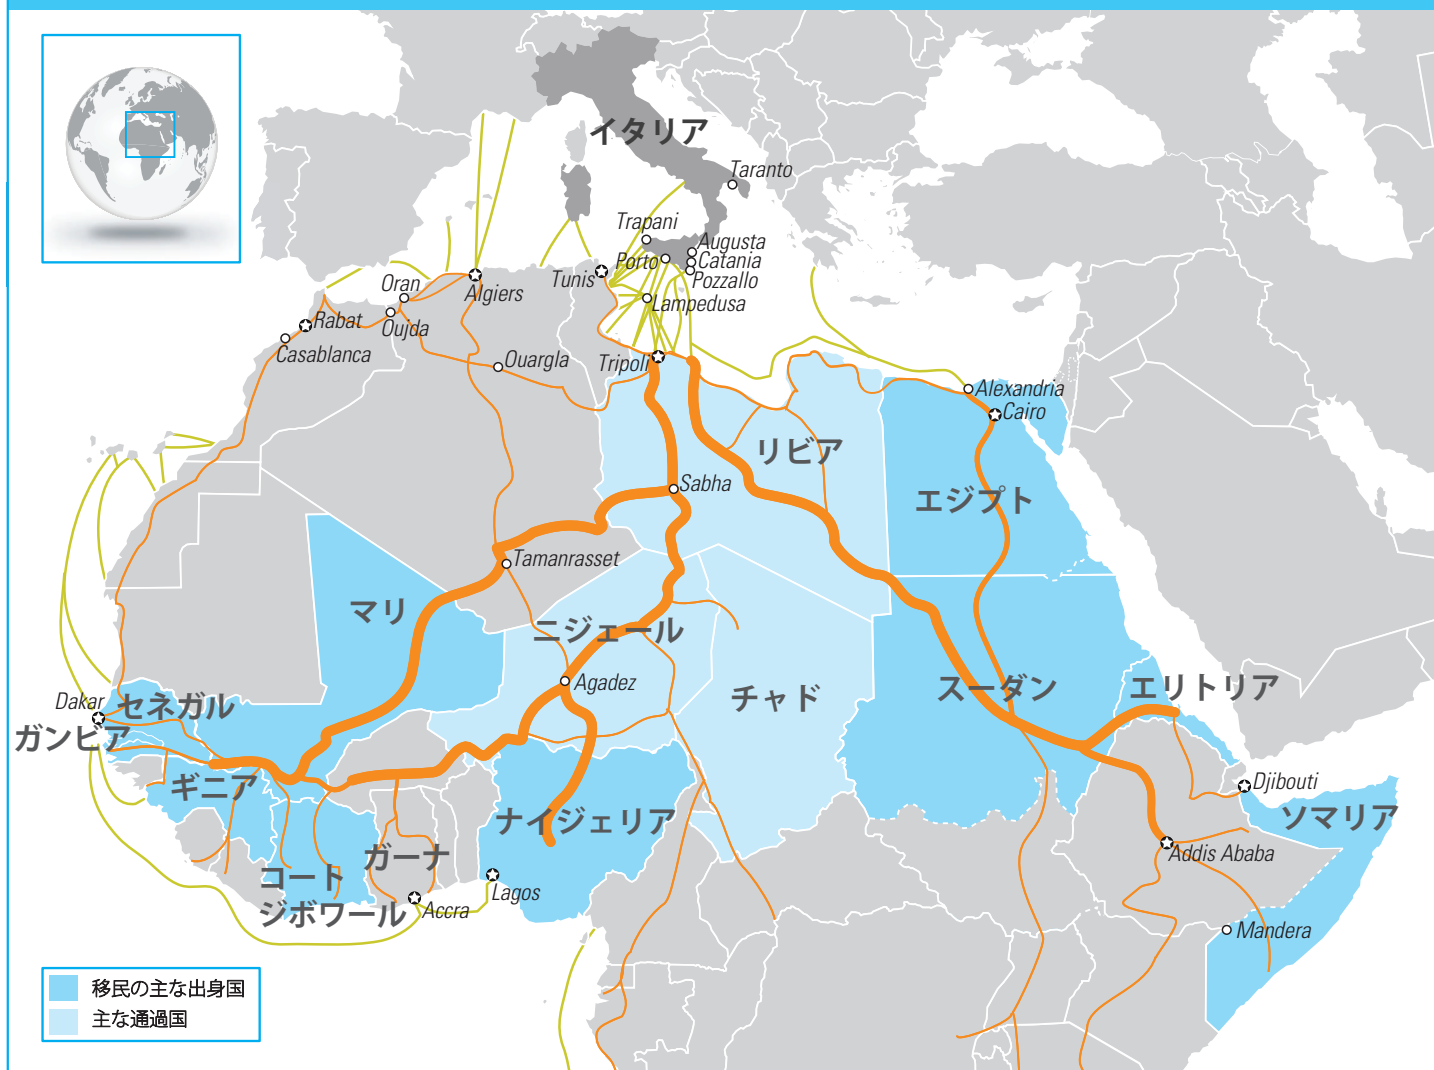 イタリア
Taranto
Trapani
Augusta
Porto
Catania
Pozzallo
Tunis
Lampedusa
Oran
Algiers
Rabat
Oujda
Casablanca
Ouargla
Tripoli
Alexandria
Cairo
リビア
Sabha
エジプト
Tamanrasset
マリ
ニジェール
Agadez
チャド
スーダン
エリトリア
Dakar
セネガル
ガンビア
ギニア
Djibouti
ナイジェリア
ソマリア
ガーナ
Addis Ababa
コート
ジボワール
Lagos
Accra
Mandera
移民の主な出身国
主な通過国